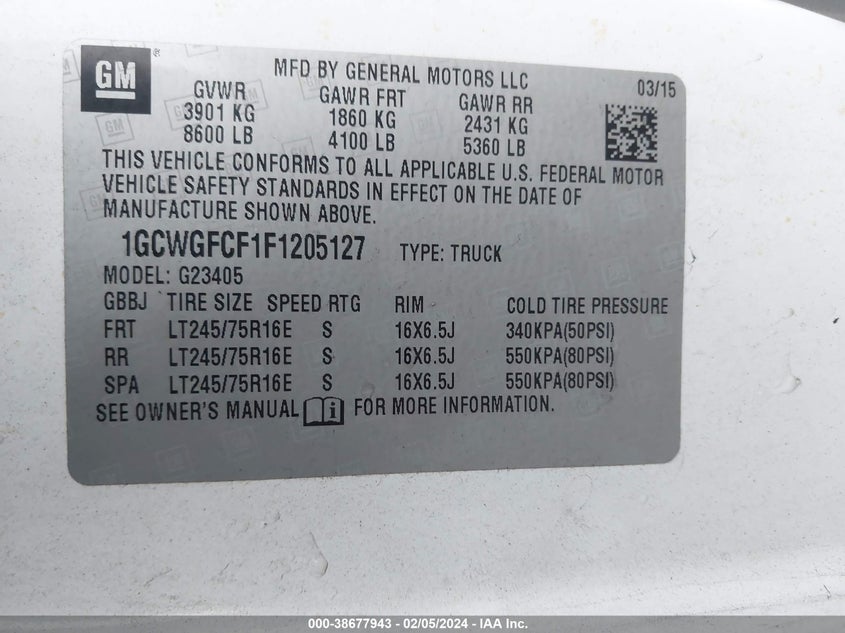 GM
MFD BY GENERAL MOTORS LLC
03/15
GVWR GAWR FRT GAWR RR
3901 KG 1860 KG 2431 KG
8600 LB 4100 LB 5360 LB
THIS VEHICLE CONFORMS TO ALL APPLICABLE U.S. FEDERAL MOTOR
VEHICLE SAFETY STANDARDS IN EFFECT ON THE DATE OF
MANUFACTURE SHOWN ABOVE.
1GCWGFCF1F1205127 TYPE: TRUCK
MODEL: G23405
GBBJ TIRE SIZE SPEED RTG RIM COLD TIRE PRESSURE
FRT LT245/75R16E S 16X6.5J 340KPA(50PSI)
RR LT245/75R16E S 16X6.5J 550KPA(80PSI)
SPA LT245/75R16E S 16X6.5J 550KPA(80PSI)
SEE OWNER'S MANUAL i FOR MORE INFORMATION.
000-38677943 - 02/05/2024 - IAA Inc.